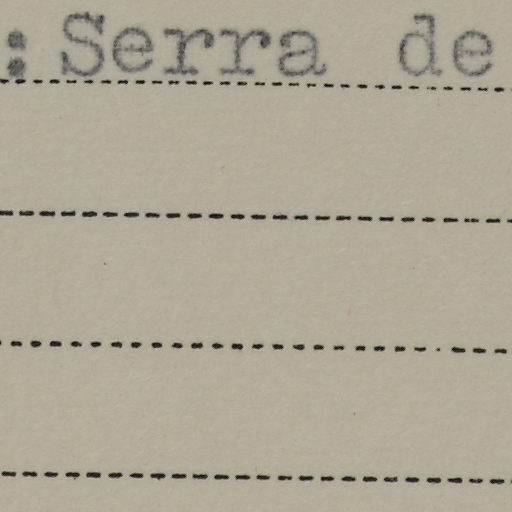 : Serra de